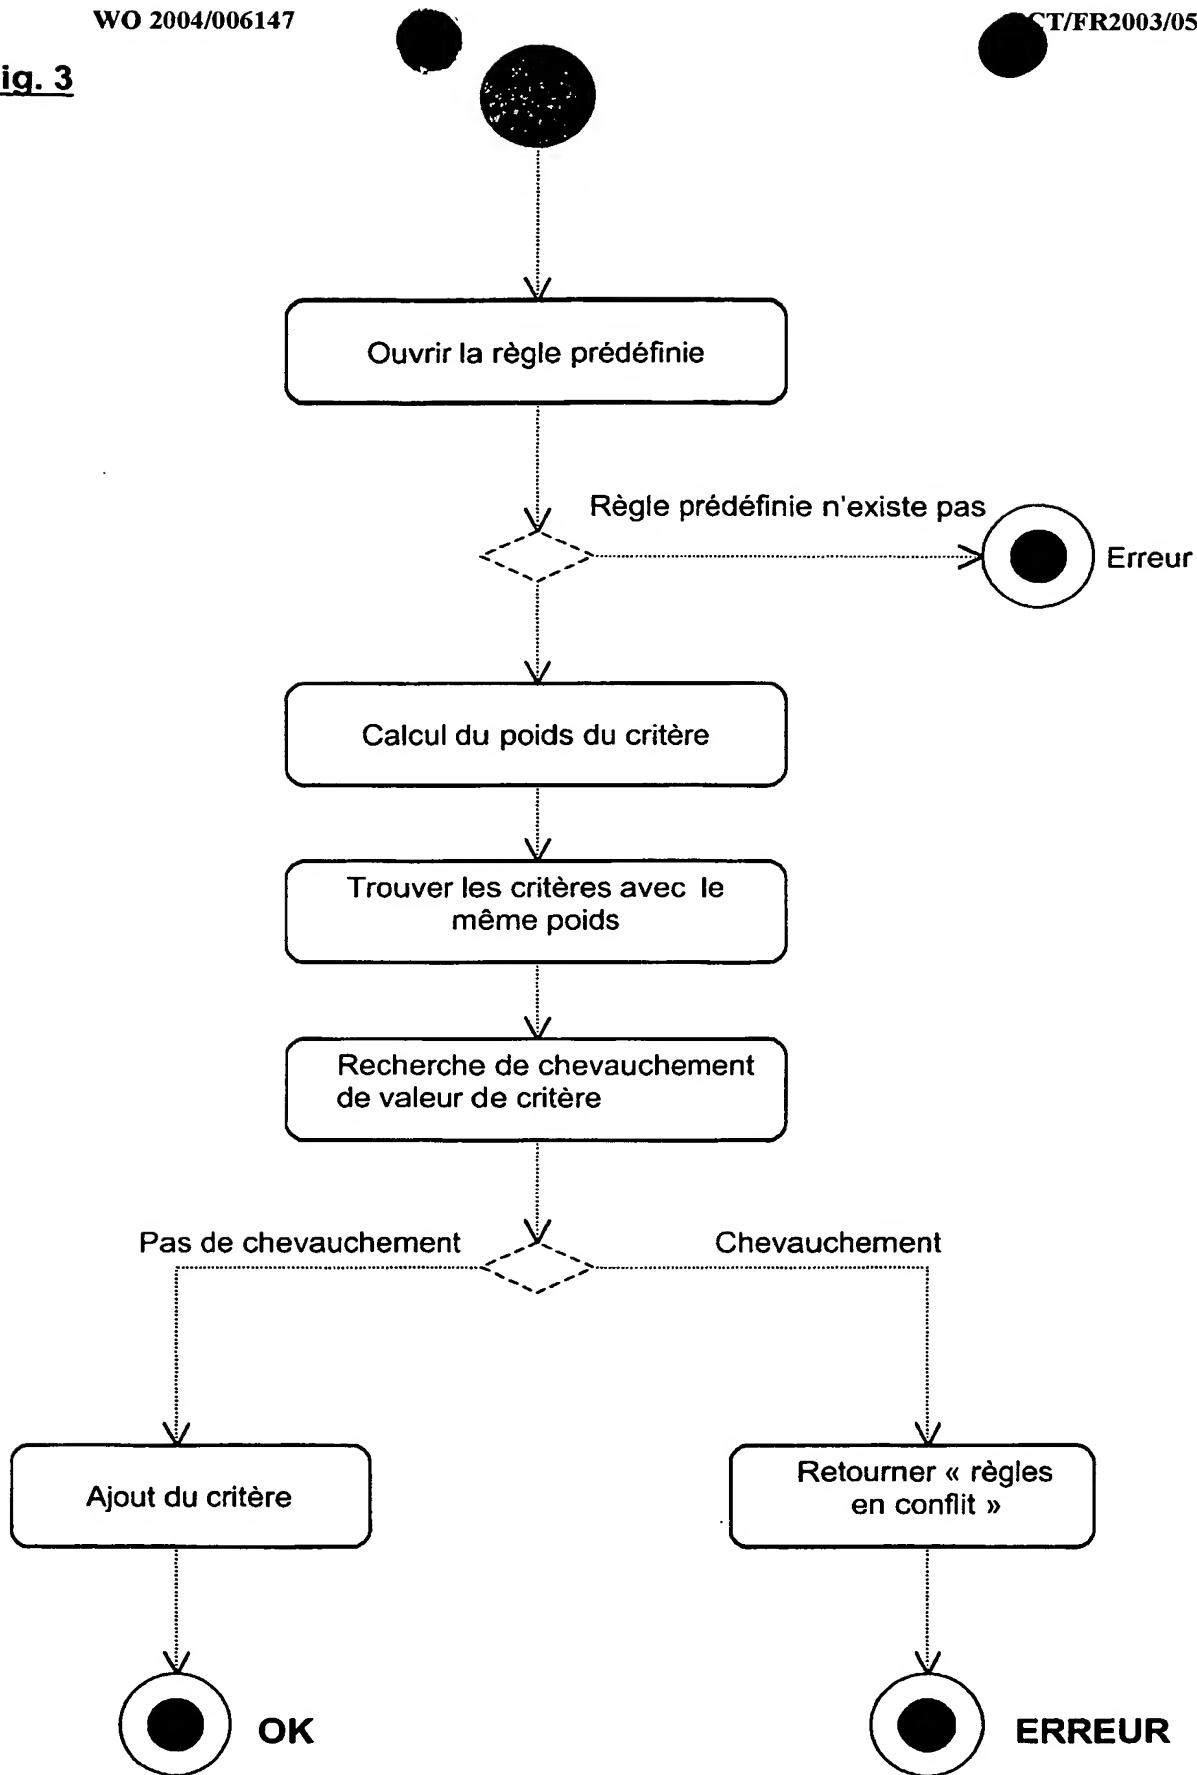 WO 2004/006147
CT/FR2003/05
ig. 3
Ouvrir la règle prédéfinie
Règle prédéfinie n'existe pas
Erreur
Calcul du poids du critère
Trouver les critères avec le
même poids
Recherche de chevauchement
de valeur de critère
Pas de chevauchement
Chevauchement
Ajout du critère
Retourner « règles
en conflit »
OK
ERREUR